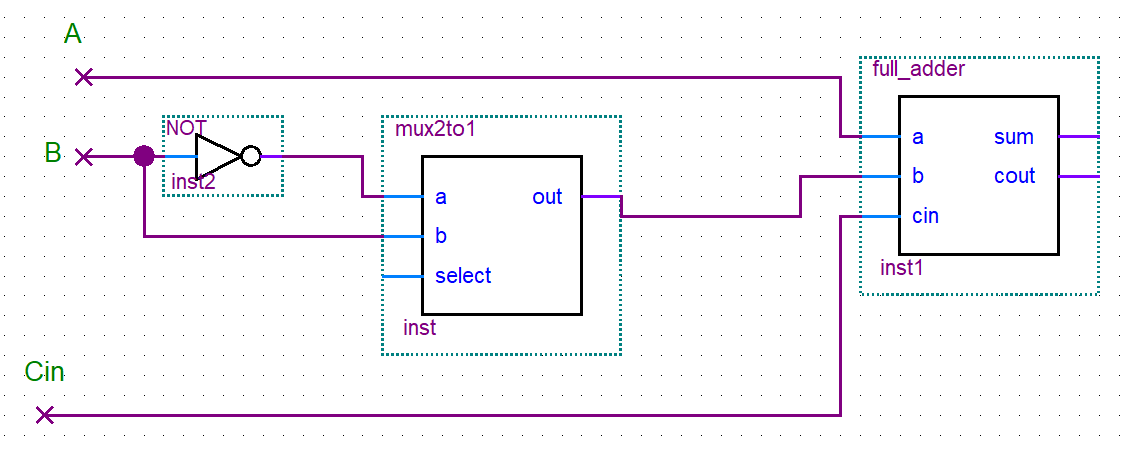 A
full_adder
NOT
mux2to1
a
sum
B
b
cout
inst2
a
out
cin
b
select
inst1
inst
Cin